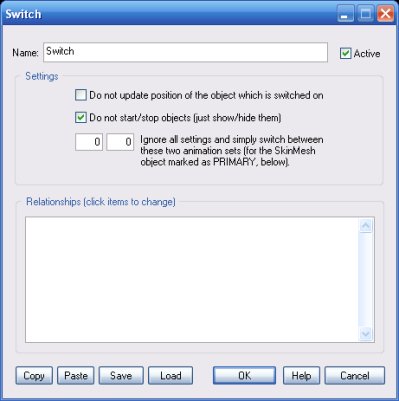 Switch
Name: Switch Active
Settings
Do not update position of the object which is switched on
Do not start/stop objects (just show/hide them)
0 0 Ignore all settings and simply switch between
these two animation sets (for the SkinMesh
object marked as PRIMARY, below).
Relationships (click items to change)
Copy Paste Save Load OK Help Cancel